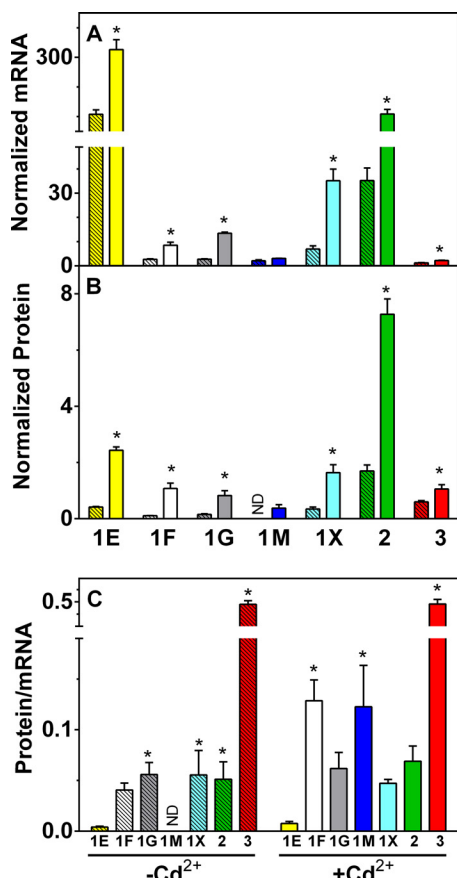 A
Normalized mRNA
300
30
0
* * * * * *
B
Normalized Protein
8
4
0
* * * ND * * *
1E 1F 1G 1M 1X 2 3
C
Protein/mRNA
0.5
0.1
0.0
* ND * * * * * *
1E 1F 1G 1M 1X 2 3 1E 1F 1G 1M 1X 2 3
-Cd²⁺ +Cd²⁺